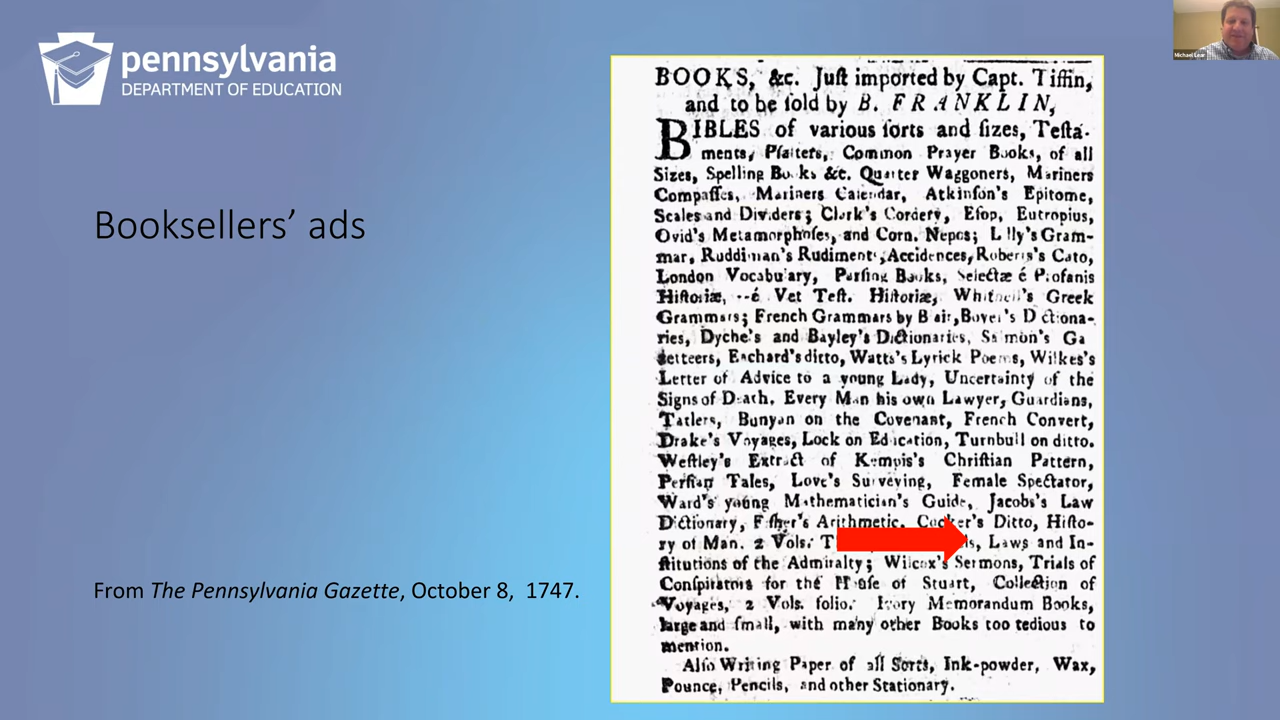 pennsylvania
DEPARTMENT OF EDUCATION
Booksellers’ ads
From The Pennsylvania Gazette, October 8, 1747.
BOOKS, &c. Juſt imported by Capt. Tiffin,
and to be ſold by B. FRANKLIN,
BIBLES of various ſorts and ſizes, Teſta-
ments, Pſalters, Common Prayer Books, of all
Sizes, Spelling Books &c. Quarter Waggoners, Mariners
Compaſſes, Mariners Calendar, Atkinſon's Epitome,
Scales and Dividers; Clark's Cordery, Eſop, Eutropius,
Ovid's Metamorphoſes, and Corn. Nepos; Lilly's Gram-
mar, Ruddiman's Rudiments, Accidences, Roberts's Cato,
London Vocabulary, Parſing Books, Selectæ é Profanis
Hiſtoriæ, --é Vet Teſt. Hiſtoriæ, Greek
Grammars; French Grammars by Blair, Boyer's Dictiona-
ries, Dyche's and Bayley's Dictionaries, Salmon's Ga
zetteers, Eachard's ditto, Watts's Lyrick Poems, Wilkes's
Letter of Advice to a young Lady, Uncertainty of the
Signs of Death, Every Man his own Lawyer, Guardians,
Tatlers, Bunyan on the Covenant, French Convert,
Drake's Voyages, Lock on Education, Turnbull on ditto.
Weſtley's Extract of Kempis's Chriſtian Pattern,
Perſian Tales, Love's Surveying, Female Spectator,
Ward's young Mathematician's Guide, Jacobs's Law
Dictionary, Fiſher's Arithmetic, Cocker's Ditto, Hiſto-
ry of Man. 2 Vols. Laws and In-
ſtitutions of the Admiralty; Wilcox's Sermons, Trials of
Conſpirators for the Houſe of Stuart, Collection of
Voyages, 2 Vols. folio. Ivory Memorandum Books,
large and ſmall, with many other Books too tedious to
mention.
Alſo Writing Paper of all Sorts, Ink-powder, Wax,
Pounce, Pencils, and other Stationary.